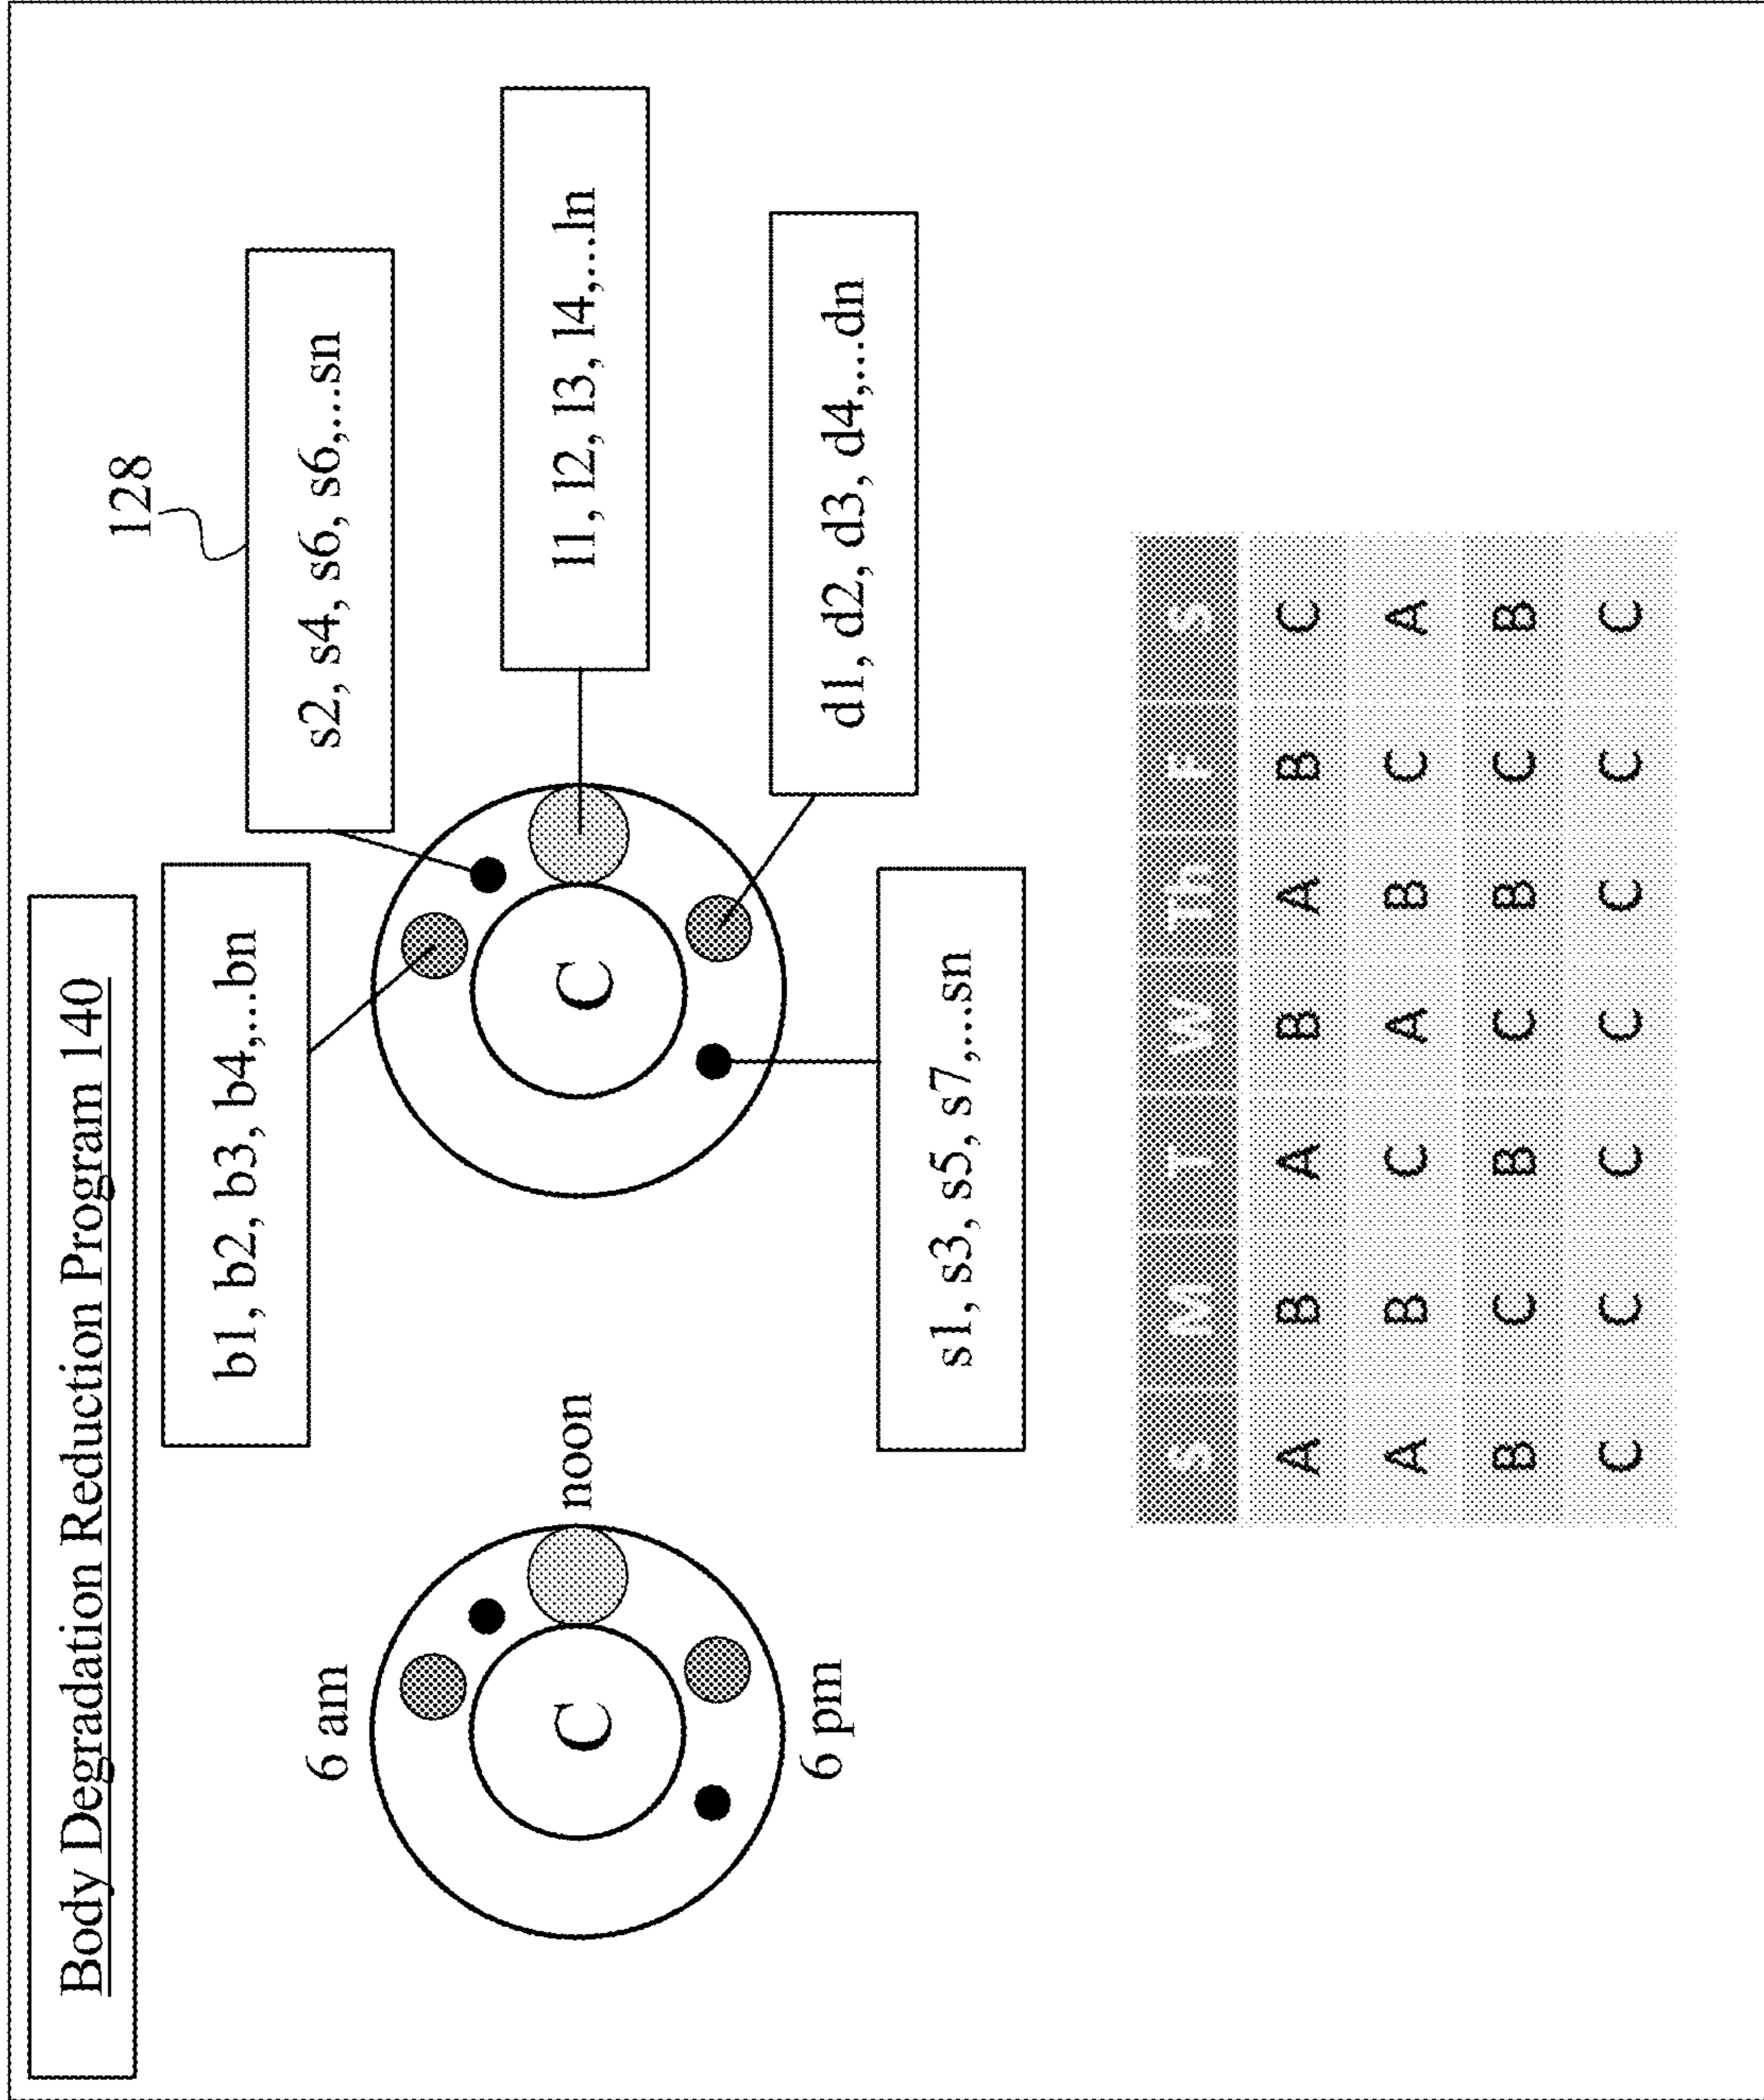 Body Degradation Reduction Program 140
128
b1, b2, b3, b4,...bn
s2, s4, s6, s6,...sn
6 am
C
noon
C
l1, l2, l3, l4,...ln
6 pm
d1, d2, d3, d4,...dn
s1, s3, s5, s7,...sn
S M T W Th F S
A B A B A B C
A B C A B C A
B C B C B C B
C C C C C C C